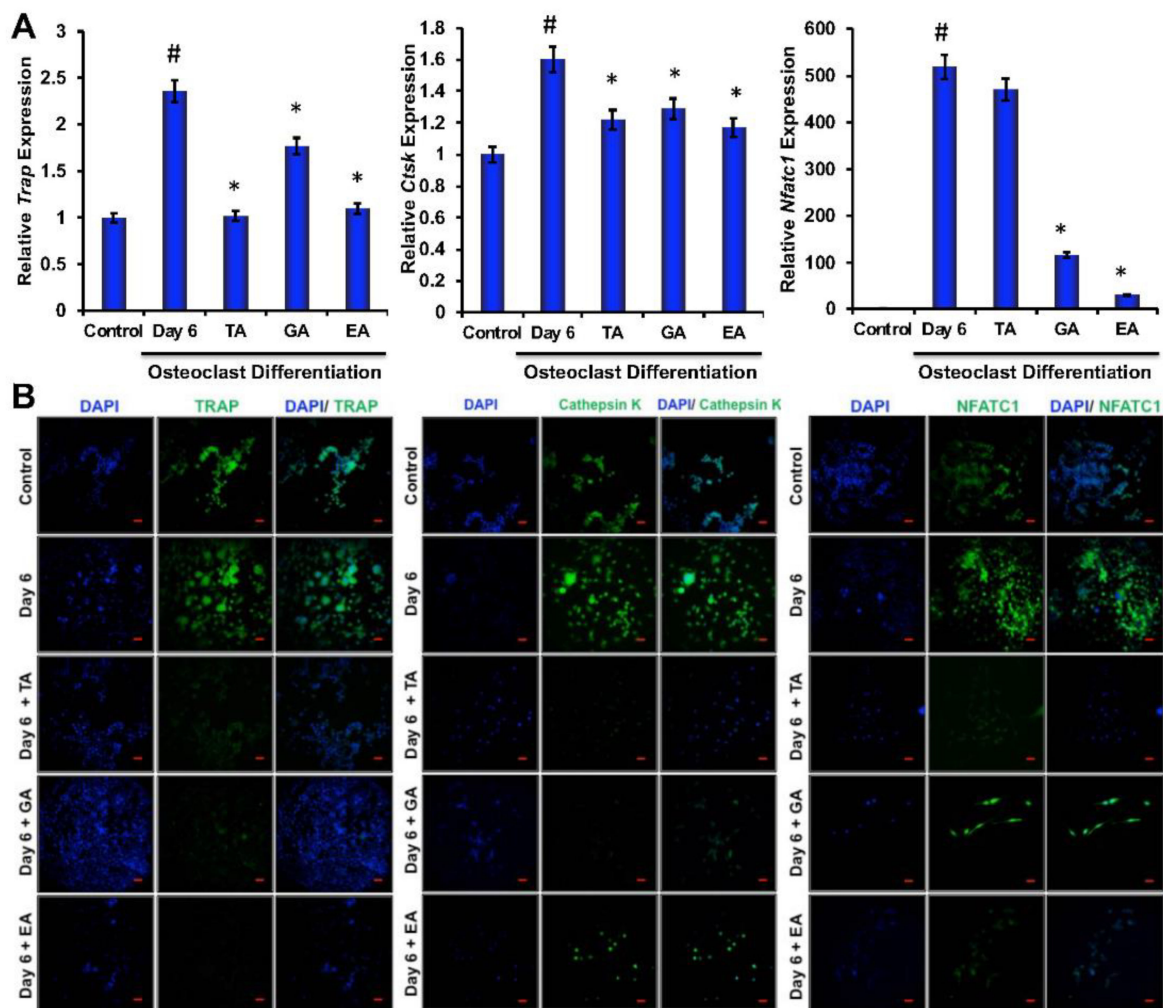 A
Relative Trap Expression
3
2.5
2
1.5
1
0.5
0
#
*
*
*
Control Day 6 TA GA EA
Osteoclast Differentiation
Relative Ctsk Expression
1.8
1.6
1.4
1.2
1
0.8
0.6
0.4
0.2
0
#
*
*
*
Control Day 6 TA GA EA
Osteoclast Differentiation
Relative Nfatc1 Expression
600
500
400
300
200
100
0
#
*
*
Control Day 6 TA GA EA
Osteoclast Differentiation
B
DAPI TRAP DAPI/ TRAP
Control
Day 6
Day 6 + TA
Day 6 + GA
Day 6 + EA
DAPI Cathepsin K DAPI/ Cathepsin K
Control
Day 6
Day 6 + TA
Day 6 + GA
Day 6 + EA
DAPI NFATC1 DAPI/ NFATC1
Control
Day 6
Day 6 + TA
Day 6 + GA
Day 6 + EA